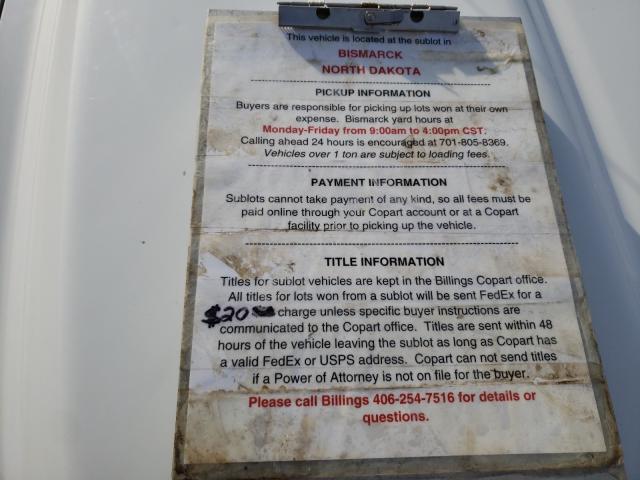 This vehicle is located at the sublot in
BISMARCK
NORTH DAKOTA
PICKUP INFORMATION
Buyers are responsible for picking up lots won at their own
expense. Bismarck yard hours at
Monday-Friday from 9:00am to 4:00pm CST.
Calling ahead 24 hours is encouraged at 701-805-8369.
Vehicles over 1 ton are subject to loading fees.
PAYMENT INFORMATION
Sublots cannot take payment of any kind, so all fees must be
paid online through your Copart account or at a Copart
facility prior to picking up the vehicle.
TITLE INFORMATION
Titles for sublot vehicles are kept in the Billings Copart office.
All titles for lots won from a sublot will be sent FedEx for a
$20 charge unless specific buyer instructions are
communicated to the Copart office. Titles are sent within 48
hours of the vehicle leaving the sublot as long as Copart has
a valid FedEx or USPS address. Copart can not send titles
if a Power of Attorney is not on file for the buyer.
Please call Billings 406-254-7516 for details or
questions.